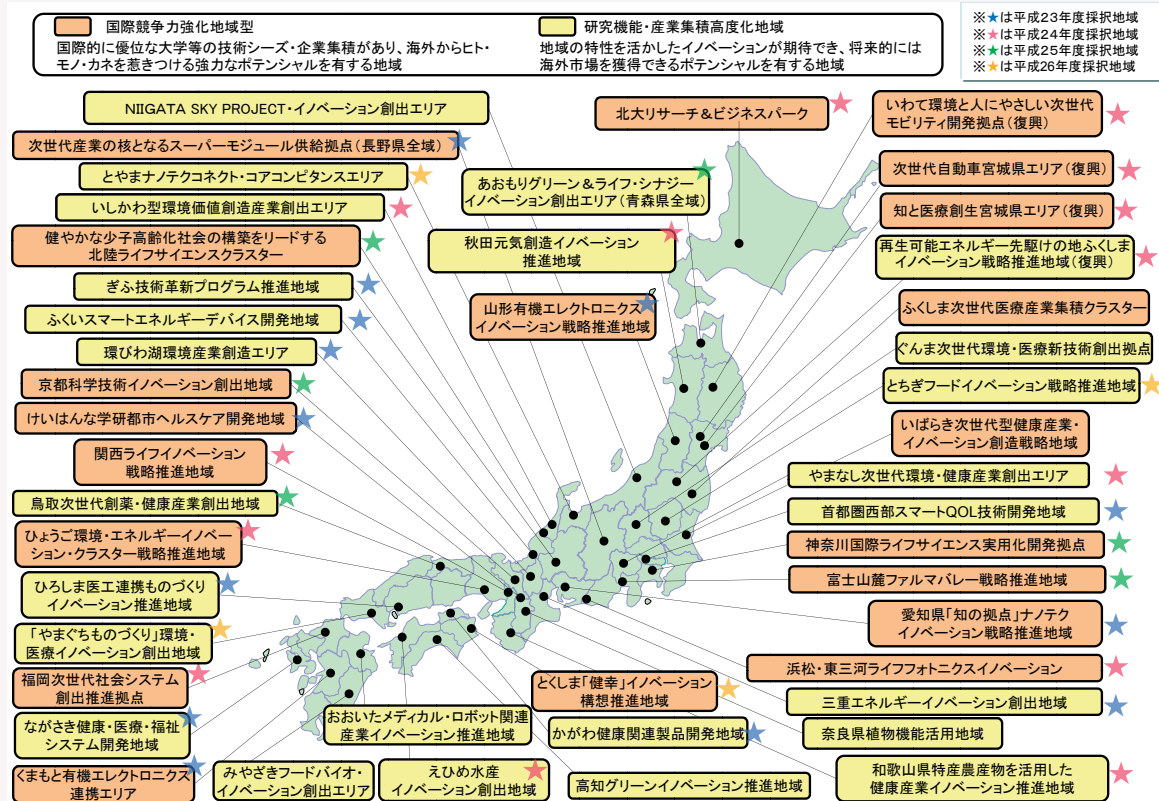 国際競争力強化地域型
国際的に優位な大学等の技術シーズ・企業集積があり、海外からヒト・
モノ・カネを惹きつける強力なポテンシャルを有する地域
研究機能・産業集積高度化地域
地域の特性を活かしたイノベーションが期待でき、将来的には
海外市場を獲得できるポテンシャルを有する地域
※★は平成23年度採択地域
※★は平成24年度採択地域
※★は平成25年度採択地域
※★は平成26年度採択地域
NIIGATA SKY PROJECT・イノベーション創出エリア
次世代産業の核となるスーパーモジュール供給拠点(長野県全域)
とやまナノテクコネクト・コアコンピタンスエリア
いしかわ型環境価値創造産業創出エリア
健やかな少子高齢化社会の構築をリードする
北陸ライフサイエンスクラスター
ぎふ技術革新プログラム推進地域
ふくいスマートエネルギーデバイス開発地域
環びわ湖環境産業創造エリア
京都科学技術イノベーション創出地域
けいはんな学研都市ヘルスケア開発地域
関西ライフイノベーション
戦略推進地域
鳥取次世代創薬・健康産業創出地域
ひょうご環境・エネルギーイノベー
ション・クラスター戦略推進地域
ひろしま医工連携ものづくり
イノベーション推進地域
「やまぐちものづくり」環境・
医療イノベーション創出地域
福岡次世代社会システム
創出推進拠点
ながさき健康・医療・福祉
システム開発地域
くまもと有機エレクトロニクス
連携エリア
北大リサーチ&ビジネスパーク
あおもりグリーン&ライフ・シナジー
イノベーション創出エリア(青森県全域)
秋田元気創造イノベーション
推進地域
山形有機エレクトロニクス
イノベーション戦略推進地域
いわて環境と人にやさしい次世代
モビリティ開発拠点(復興)
次世代自動車宮城県エリア(復興)
知と医療創生宮城県エリア(復興)
再生可能エネルギー先駆けの地ふくしま
イノベーション戦略推進地域(復興)
ふくしま次世代医療産業集積クラスター
ぐんま次世代環境・医療新技術創出拠点
とちぎフードイノベーション戦略推進地域
いばらき次世代型健康産業・
イノベーション創造戦略地域
やまなし次世代環境・健康産業創出エリア
首都圏西部スマートQOL技術開発地域
神奈川国際ライフサイエンス実用化開発拠点
富士山麓ファルマバレー戦略推進地域
愛知県「知の拠点」ナノテク
イノベーション戦略推進地域
浜松・東三河ライフフォトニクスイノベーション
三重エネルギーイノベーション創出地域
奈良県植物機能活用地域
和歌山県特産農産物を活用した
健康産業イノベーション推進地域
とくしま「健幸」イノベーション
構想推進地域
かがわ健康関連製品開発地域
おおいたメディカル・ロボット関連
産業イノベーション推進地域
みやざきフードバイオ・
イノベーション創出エリア
えひめ水産
イノベーション創出地域
高知グリーンイノベーション推進地域